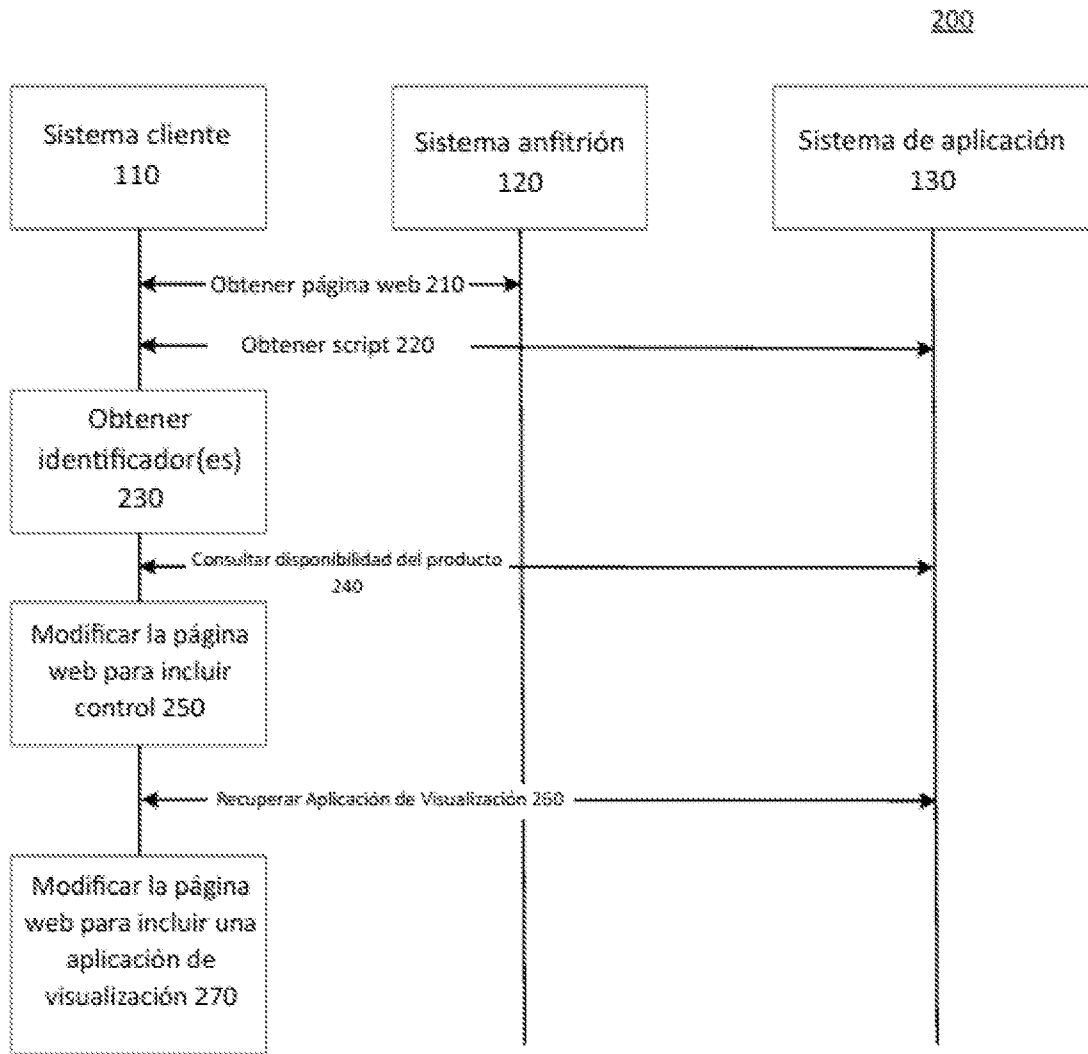 200
Sistema cliente
110
Sistema anfitrión
120
Sistema de aplicación
130
Obtener página web 210
Obtener script 220
Obtener
identificador(es)
230
Consultar disponibilidad del producto
240
Modificar la página
web para incluir
control 250
Recuperar Aplicación de Visualización 260
Modificar la página
web para incluir una
aplicación de
visualización 270